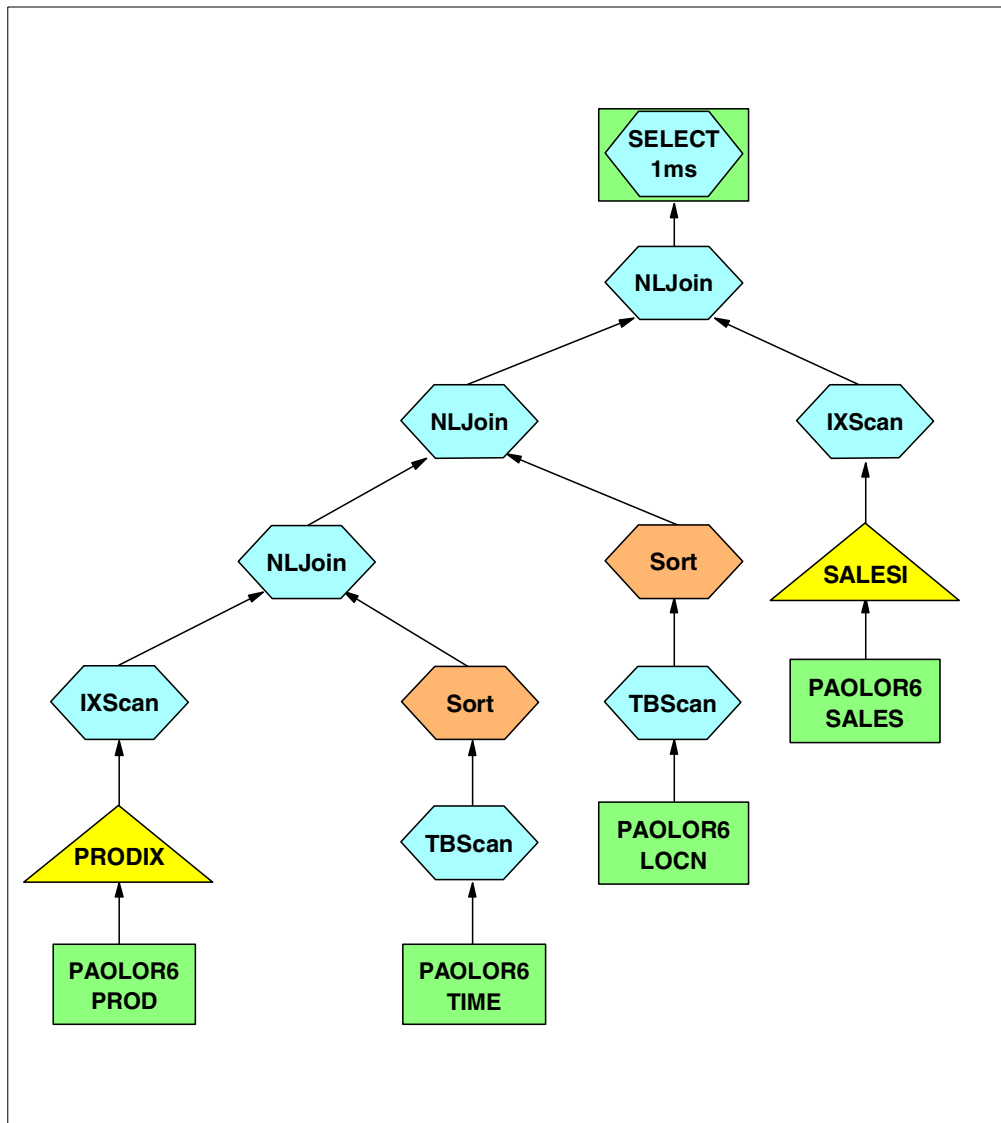 SELECT
1ms
NLJoin
NLJoin
IXScan
NLJoin
Sort
SALESI
IXScan
Sort
TBScan
PAOLOR6
SALES
PRODIX
TBScan
PAOLOR6
LOCN
PAOLOR6
PROD
PAOLOR6
TIME